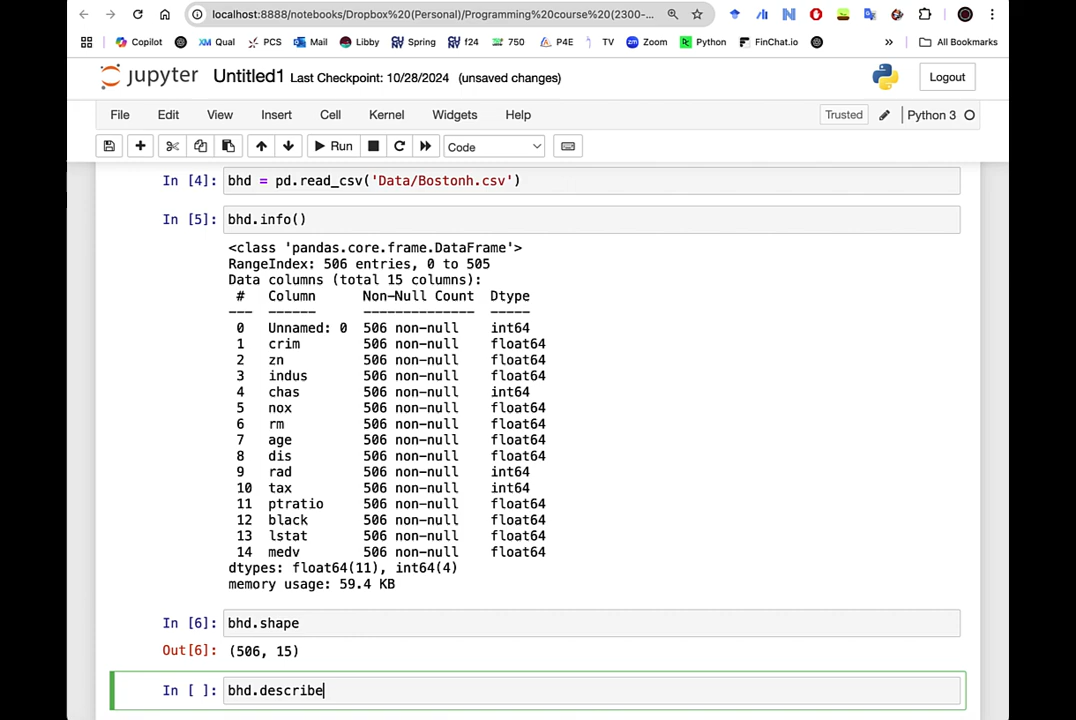 localhost:8888/notebooks/Dropbox%20(Personal)/Programming%20course%20(2300-...
Copilot Qual PCS Mail Libby Spring f24 750 P4E TV Zoom Python FinChat.io » All Bookmarks
jupyter Untitled1 Last Checkpoint: 10/28/2024 (unsaved changes) Logout
File Edit View Insert Cell Kernel Widgets Help Trusted Python 3
Run Code
In [4]: bhd = pd.read_csv('Data/Bostonh.csv')
In [5]: bhd.info()
<class 'pandas.core.frame.DataFrame'>
RangeIndex: 506 entries, 0 to 505
Data columns (total 15 columns):
# Column Non-Null Count Dtype
--- ------ -------------- -----
0 Unnamed: 0 506 non-null int64
1 crim 506 non-null float64
2 zn 506 non-null float64
3 indus 506 non-null float64
4 chas 506 non-null int64
5 nox 506 non-null float64
6 rm 506 non-null float64
7 age 506 non-null float64
8 dis 506 non-null float64
9 rad 506 non-null int64
10 tax 506 non-null int64
11 ptratio 506 non-null float64
12 black 506 non-null float64
13 lstat 506 non-null float64
14 medv 506 non-null float64
dtypes: float64(11), int64(4)
memory usage: 59.4 KB
In [6]: bhd.shape
Out[6]: (506, 15)
In [ ]: bhd.describe